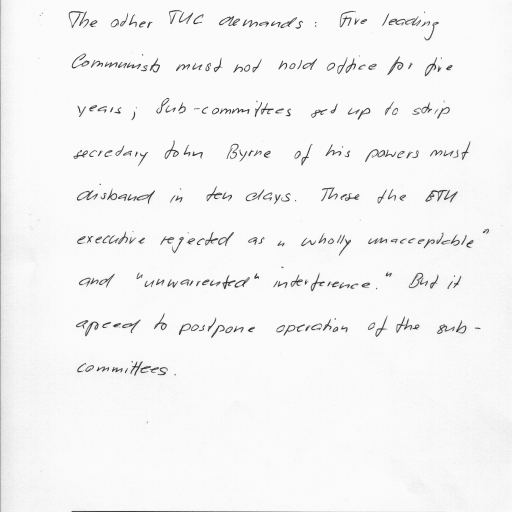 The other TUC demands: Five leading
Communists must not hold office for five
years; Sub-committees set up to strip
secretary John Byrne of his powers must
disband in ten days. These the ETU
executive rejected as "wholly unacceptable"
and "unwarrented" interference." But it
agreed to postpone operation of the sub-
committees.